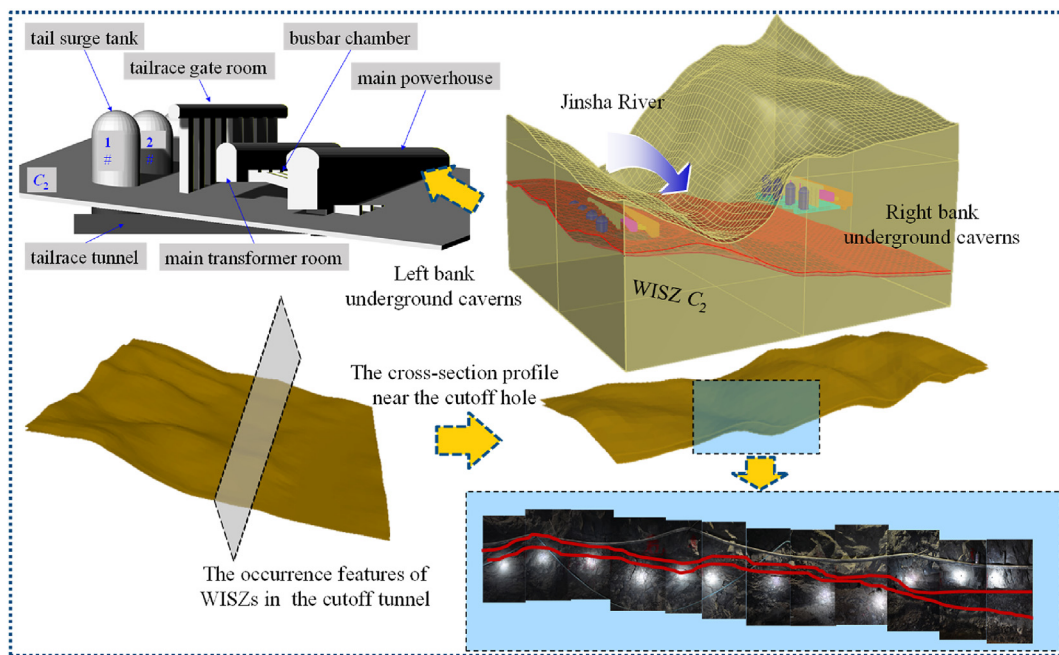 tail surge tank
busbar chamber
tailrace gate room
main powerhouse
Jinsha River
1
#
2
#
C2
Right bank
underground caverns
tailrace tunnel
main transformer room
Left bank
underground caverns
WISZ C2
The cross-section profile
near the cutoff hole
The occurrence features of
WISZs in the cutoff tunnel